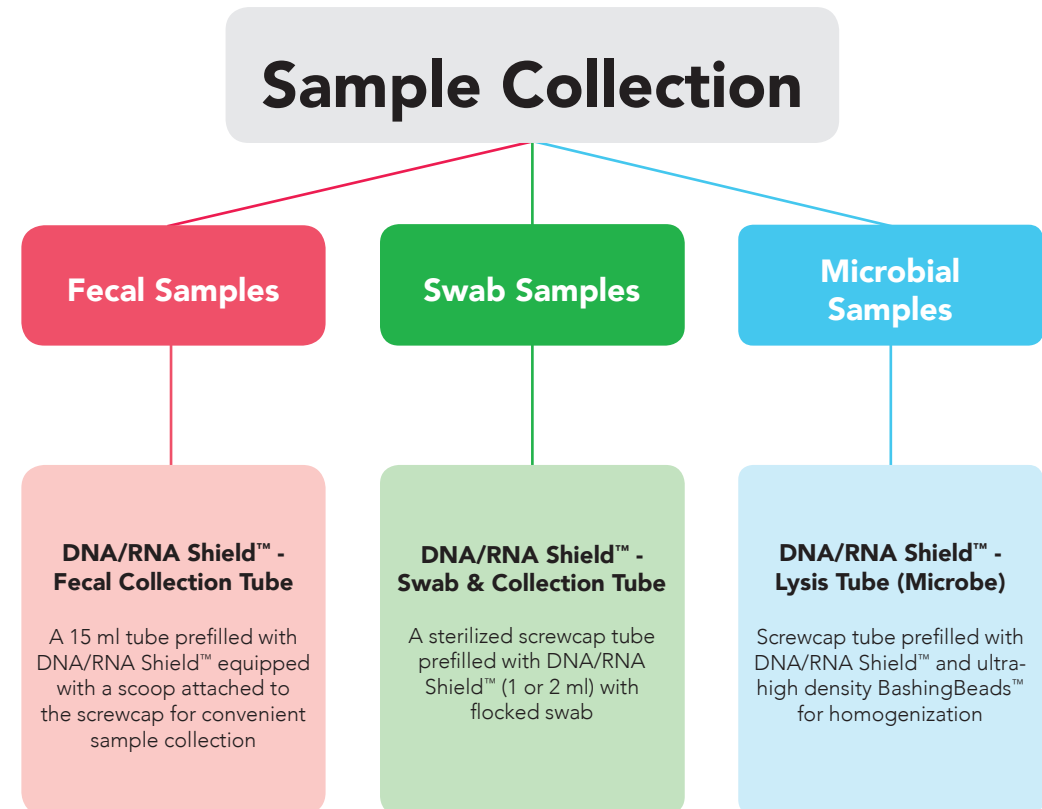 Sample Collection
Fecal Samples
Swab Samples
Microbial
Samples
DNA/RNA Shield™ -
Fecal Collection Tube
A 15 ml tube prefilled with
DNA/RNA Shield™ equipped
with a scoop attached to
the screwcap for convenient
sample collection
DNA/RNA Shield™ -
Swab & Collection Tube
A sterilized screwcap tube
prefilled with DNA/RNA
Shield™ (1 or 2 ml) with
flocked swab
DNA/RNA Shield™ -
Lysis Tube (Microbe)
Screwcap tube prefilled with
DNA/RNA Shield™ and ultra-
high density BashingBeads™
for homogenization